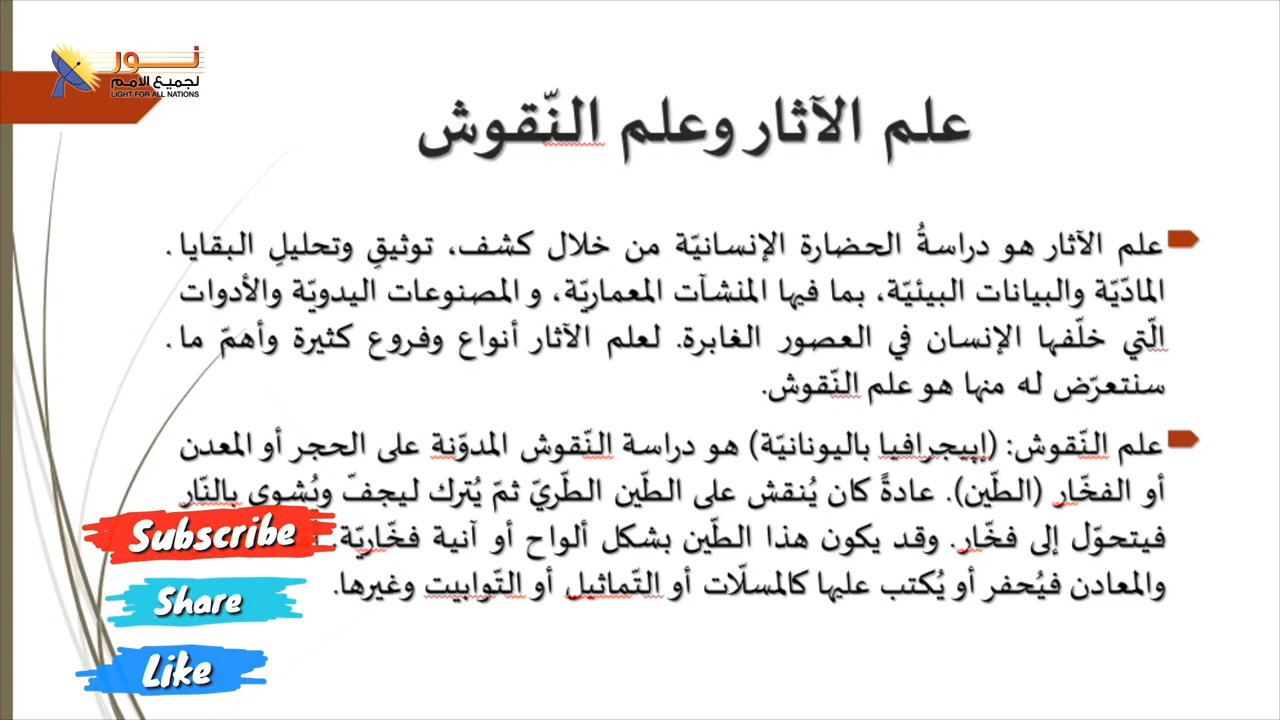 نور
لجميع الأمم
LIGHT FOR ALL NATIONS
علم الآثار وعلم النّقوش
علم الآثار هو دراسةُ الحضارة الإنسانيّة من خلال كشف، توثيقِ وتحليلِ البقايا .
المادّيّة والبيانات البيئيّة، بما فيها المنشآت المعماريّة، و المصنوعات اليدويّة والأدوات
الّتي خلّفها الإنسان في العصور الغابرة. لعلم الآثار أنواع وفروع كثيرة وأهمّ ما .
سنتعرّض له منها هو علم النّقوش.
علم النّقوش: (إپيجرافيا باليونانيّة) هو دراسة النّقوش المدوّنة على الحجر أو المعدن
أو الفخّار (الطّين). عادةً كان يُنقش على الطّين الطّريّ ثمّ يُترك ليجفّ ويُشوى بالنّار
فيتحوّل إلى فخّار. وقد يكون هذا الطّين بشكل ألواح أو آنية فخّاريّة
والمعادن فيُحفر أو يُكتب عليها كالمسلّات أو التّماثيل أو التّوابيت وغيرها.
Subscribe
Share
Like